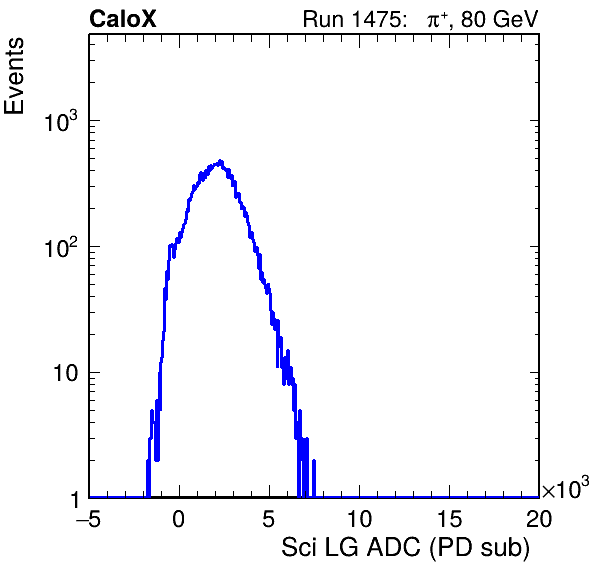 CaloX Run 1475: π⁺, 80 GeV
Events
10³
10²
10
1
−5 0 5 10 15 20 ×10³
Sci LG ADC (PD sub)